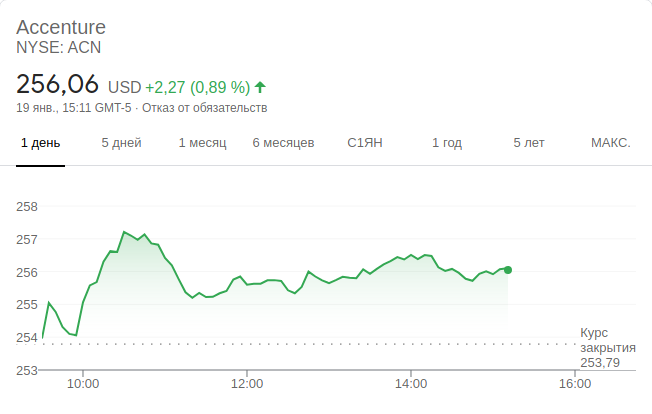 Accenture
NYSE: ACN
256,06 USD +2,27 (0,89 %)
19 янв., 15:11 GMT-5 · Отказ от обязательств
1 день 5 дней 1 месяц 6 месяцев С1ЯН 1 год 5 лет МАКС.
258
257
256
255
254
253
Курс
закрытия
253,79
10:00 12:00 14:00 16:00